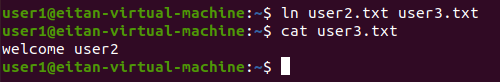 user1@eitan-virtual-machine:~$ ln user2.txt user3.txt
user1@eitan-virtual-machine:~$ cat user3.txt
welcome user2
user1@eitan-virtual-machine:~$